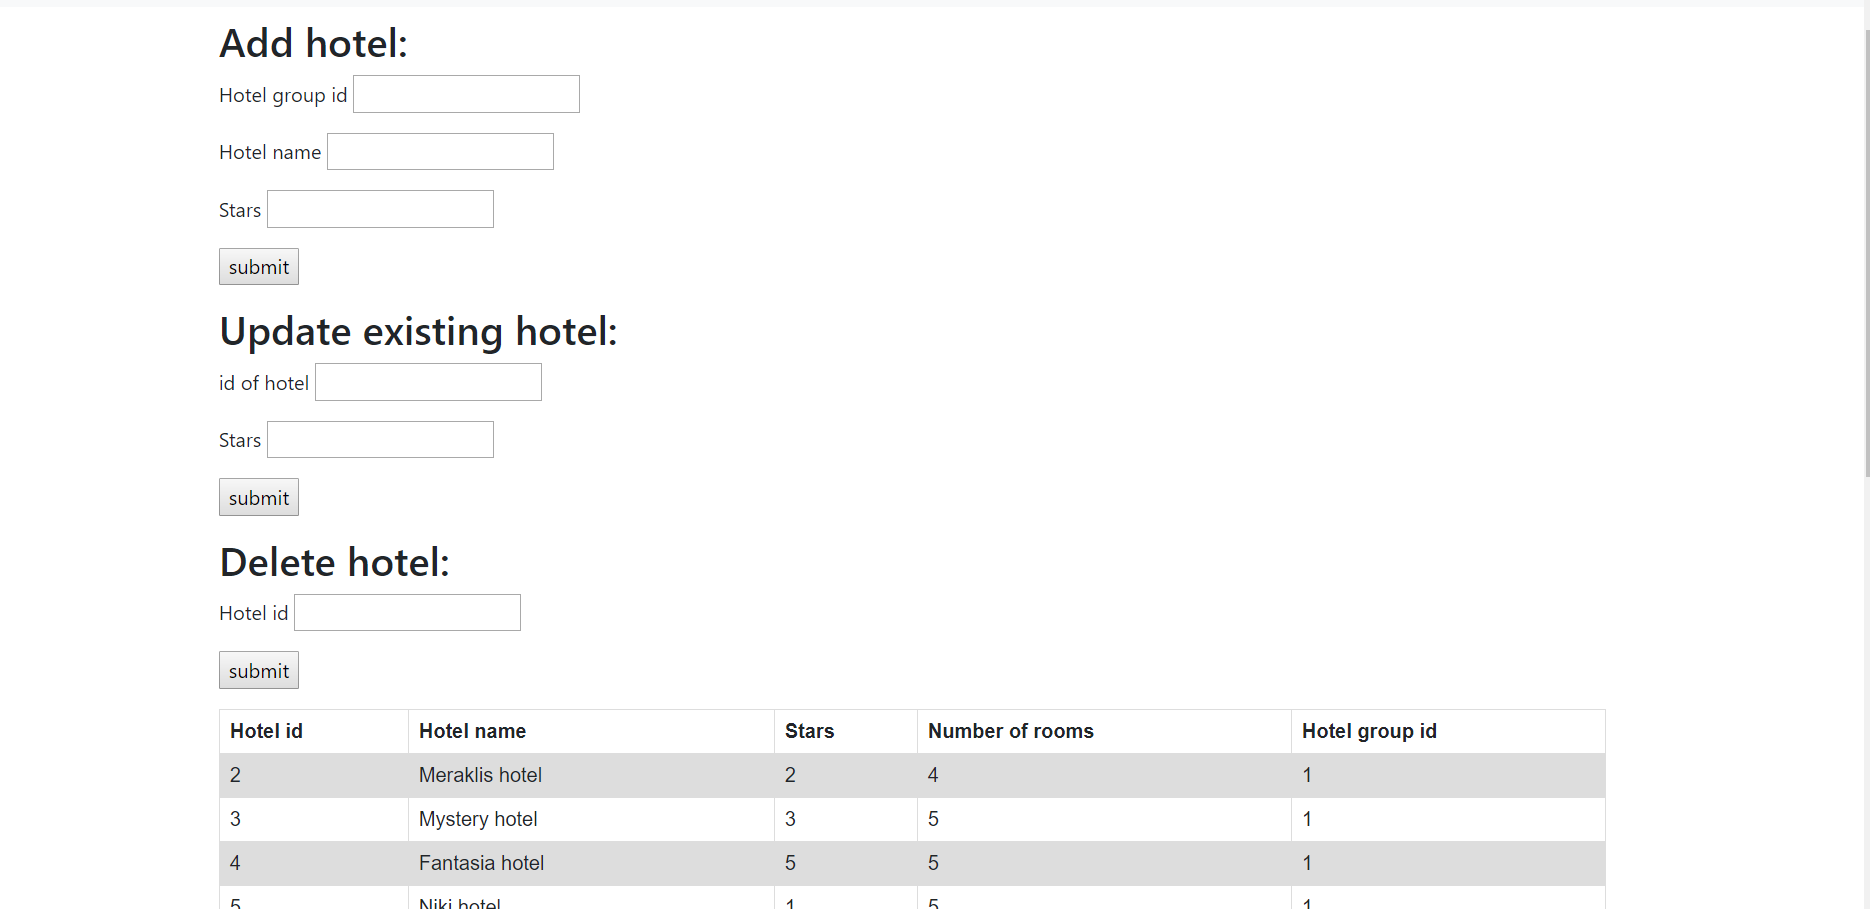 Add hotel:
Hotel group id
Hotel name
Stars
submit
Update existing hotel:
id of hotel
Stars
submit
Delete hotel:
Hotel id
submit
Hotel id Hotel name Stars Number of rooms Hotel group id
2 Meraklis hotel 2 4 1
3 Mystery hotel 3 5 1
4 Fantasia hotel 5 5 1
5 Niki hotel 1 5 1